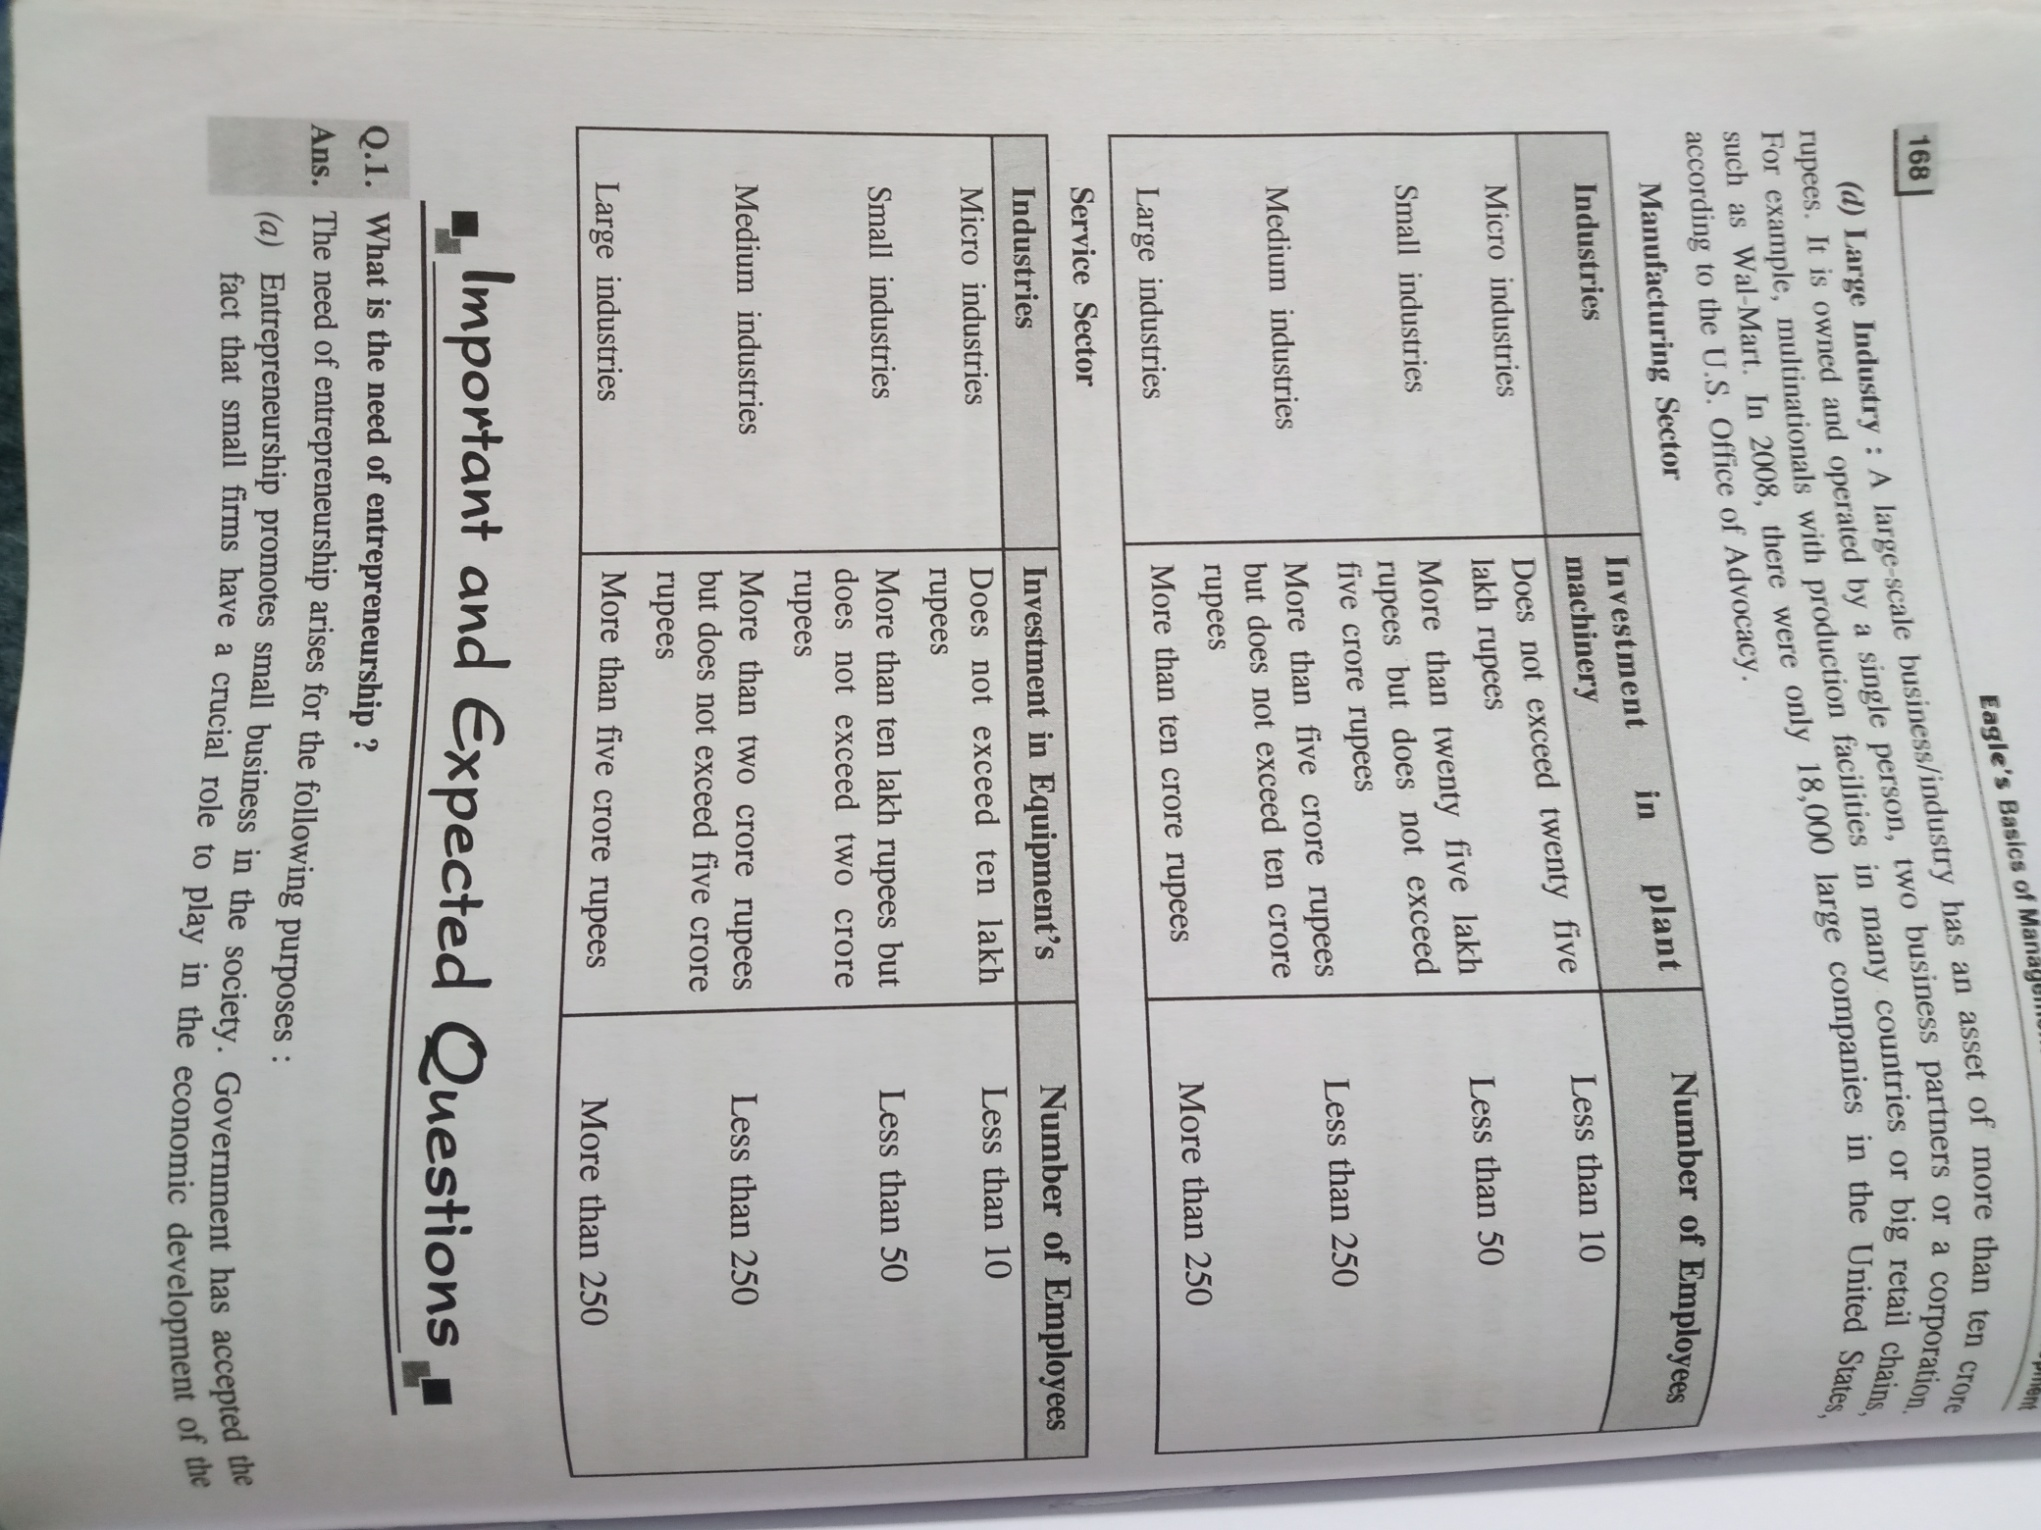 168
Eagle's Basics of
(d) Large Industry : A large-scale business/industry has an asset of more than ten crore
rupees. It is owned and operated by a single person, two business partners or a corporation.
For example, multinationals with production facilities in many countries or big retail chains,
such as Wal-Mart. In 2008, there were only 18,000 large companies in the United States,
according to the U.S. Office of Advocacy.
Manufacturing Sector
Industries Investment in plant machinery Number of Employees
Micro industries Does not exceed twenty five Less than 10
lakh rupees
Small industries More than twenty five lakh Less than 50
rupees but does not exceed
five crore rupees
Medium industries More than five crore rupees Less than 250
but does not exceed ten crore
rupees
Large industries More than ten crore rupees More than 250
Service Sector
Industries Investment in Equipment's Number of Employees
Micro industries Does not exceed ten lakh Less than 10
rupees
Small industries More than ten lakh rupees but Less than 50
does not exceed two crore
rupees
Medium industries More than two crore rupees Less than 250
but does not exceed five crore
rupees
Large industries More than five crore rupees More than 250
Important and Expected Questions
Q.1. What is the need of entrepreneurship ?
Ans. The need of entrepreneurship arises for the following purposes :
(a) Entrepreneurship promotes small business in the society. Government has accepted the
fact that small firms have a crucial role to play in the economic development of the